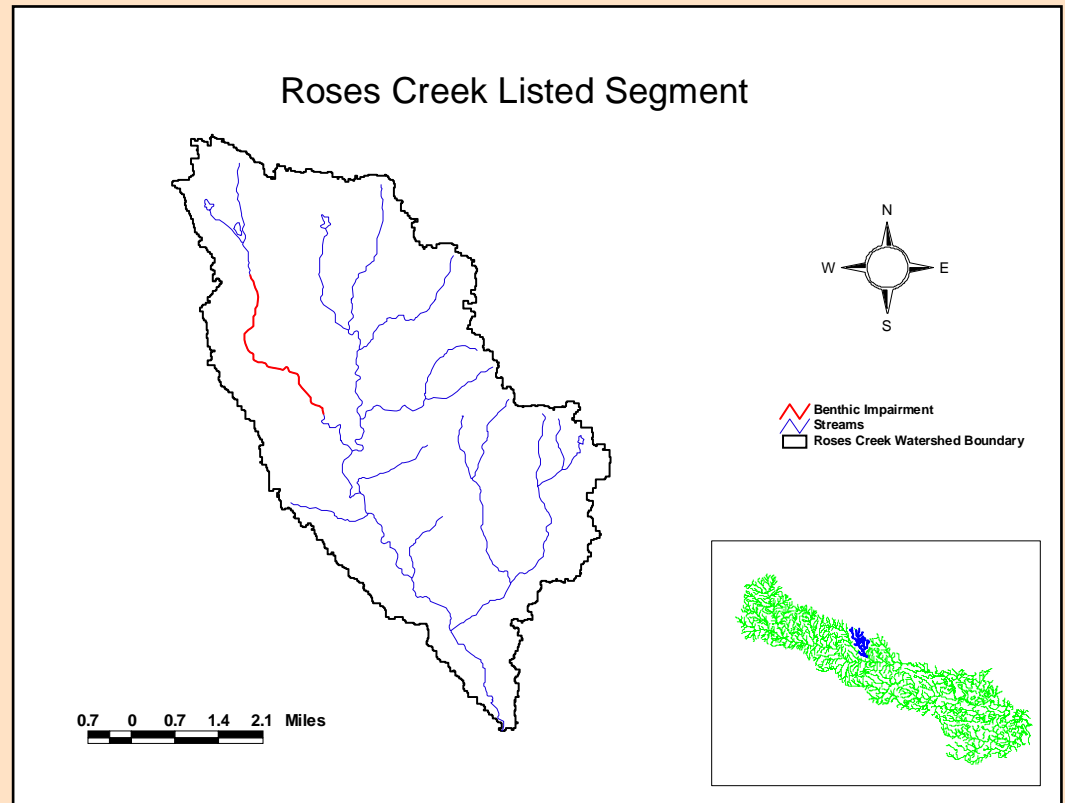 Roses Creek Listed Segment
N
W E
S
Benthic Impairment
Streams
Roses Creek Watershed Boundary
0.7 0 0.7 1.4 2.1 Miles